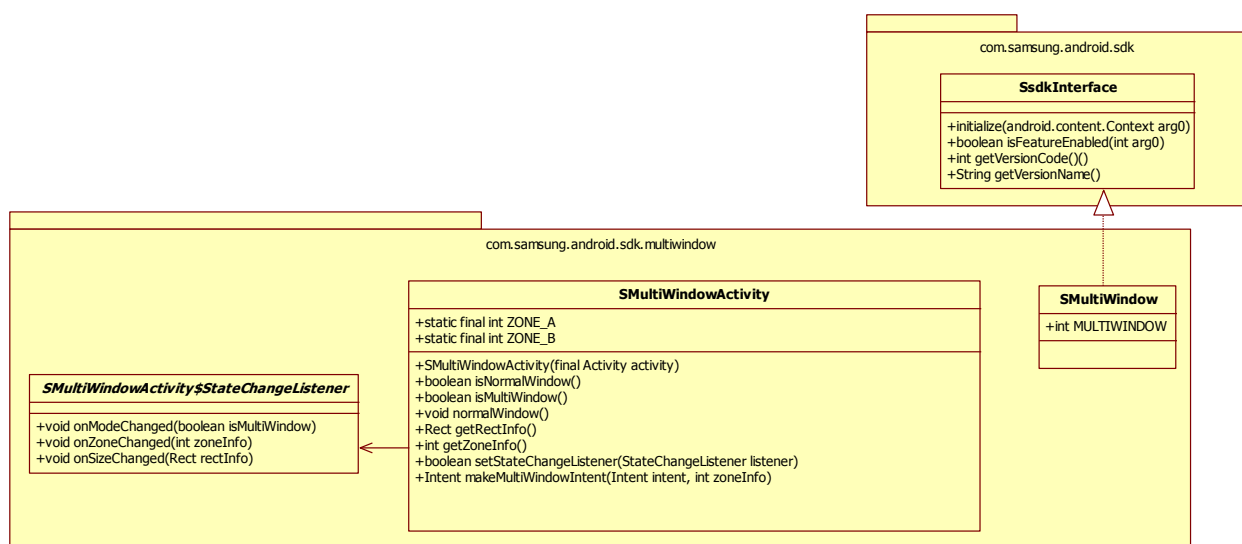 com.samsung.android.sdk
SsdkInterface
+initialize(android.content.Context arg0)
+boolean isFeatureEnabled(int arg0)
+int getVersionCode()()
+String getVersionName()
com.samsung.android.sdk.multiwindow
SMultiWindowActivity
+static final int ZONE_A
+static final int ZONE_B
+SMultiWindowActivity(final Activity activity)
+boolean isNormalWindow()
+boolean isMultiWindow()
+void normalWindow()
+Rect getRectInfo()
+int getZoneInfo()
+boolean setStateChangeListener(StateChangeListener listener)
+Intent makeMultiWindowIntent(Intent intent, int zoneInfo)
SMultiWindow
+int MULTIWINDOW
SMultiWindowActivity$StateChangeListener
+void onModeChanged(boolean isMultiWindow)
+void onZoneChanged(int zoneInfo)
+void onSizeChanged(Rect rectInfo)